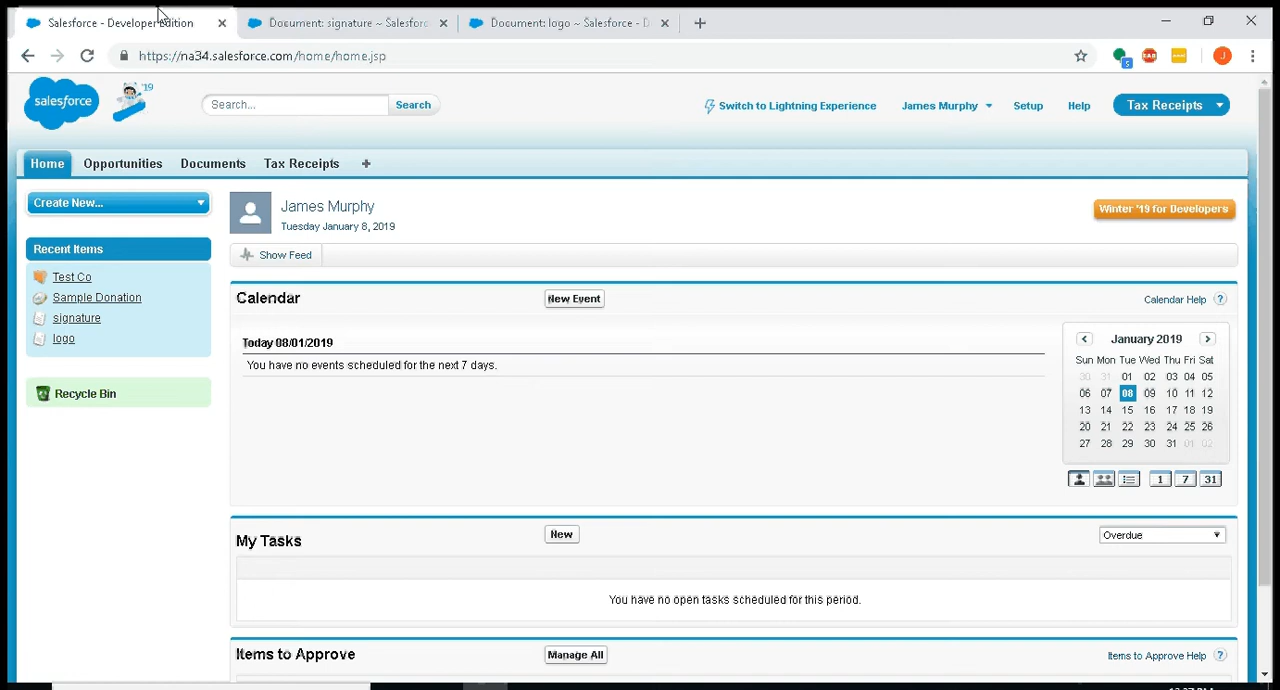 Salesforce - Developer Edition
Document: signature ~ Salesforc
Document: logo ~ Salesforce - D
https://na34.salesforce.com/home/home.jsp
5
J
salesforce
'19
Search...
Search
Switch to Lightning Experience
James Murphy
Setup
Help
Tax Receipts
Home
Opportunities
Documents
Tax Receipts
+
Create New...
James Murphy
Tuesday January 8, 2019
Winter '19 for Developers
Recent Items
Test Co
Sample Donation
signature
logo
Recycle Bin
Show Feed
Calendar
New Event
Calendar Help ?
Today 08/01/2019
You have no events scheduled for the next 7 days.
January 2019
Sun Mon Tue Wed Thu Fri Sat
30 31 01 02 03 04 05
06 07 08 09 10 11 12
13 14 15 16 17 18 19
20 21 22 23 24 25 26
27 28 29 30 31 01 02
1 7 31
My Tasks
New
Overdue
You have no open tasks scheduled for this period.
Items to Approve
Manage All
Items to Approve Help ?